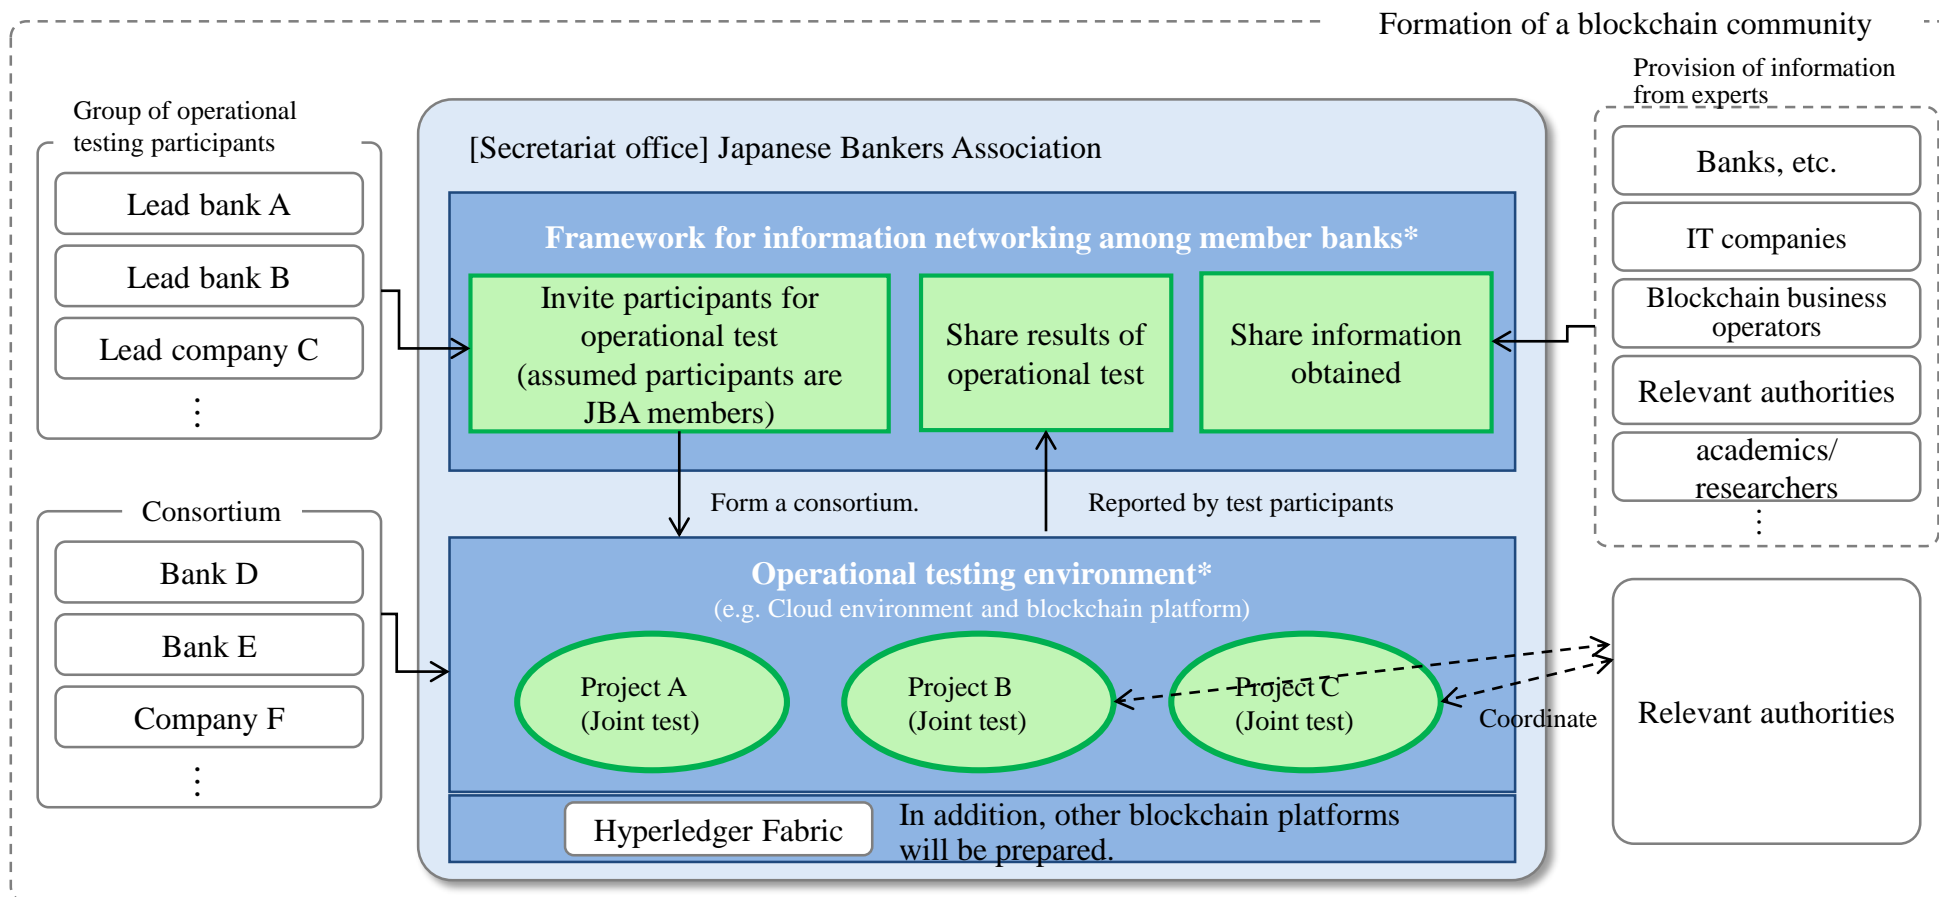 Formation of a blockchain community
Group of operational
testing participants
Lead bank A
Lead bank B
Lead company C
⋮
Consortium
Bank D
Bank E
Company F
⋮
[Secretariat office] Japanese Bankers Association
Framework for information networking among member banks*
Invite participants for
operational test
(assumed participants are
JBA members)
Share results of
operational test
Share information
obtained
Form a consortium.
Reported by test participants
Operational testing environment*
(e.g. Cloud environment and blockchain platform)
Project A
(Joint test)
Project B
(Joint test)
Project C
(Joint test)
Coordinate
Hyperledger Fabric
In addition, other blockchain platforms
will be prepared.
Provision of information
from experts
Banks, etc.
IT companies
Blockchain business
operators
Relevant authorities
academics/
researchers
⋮
Relevant authorities